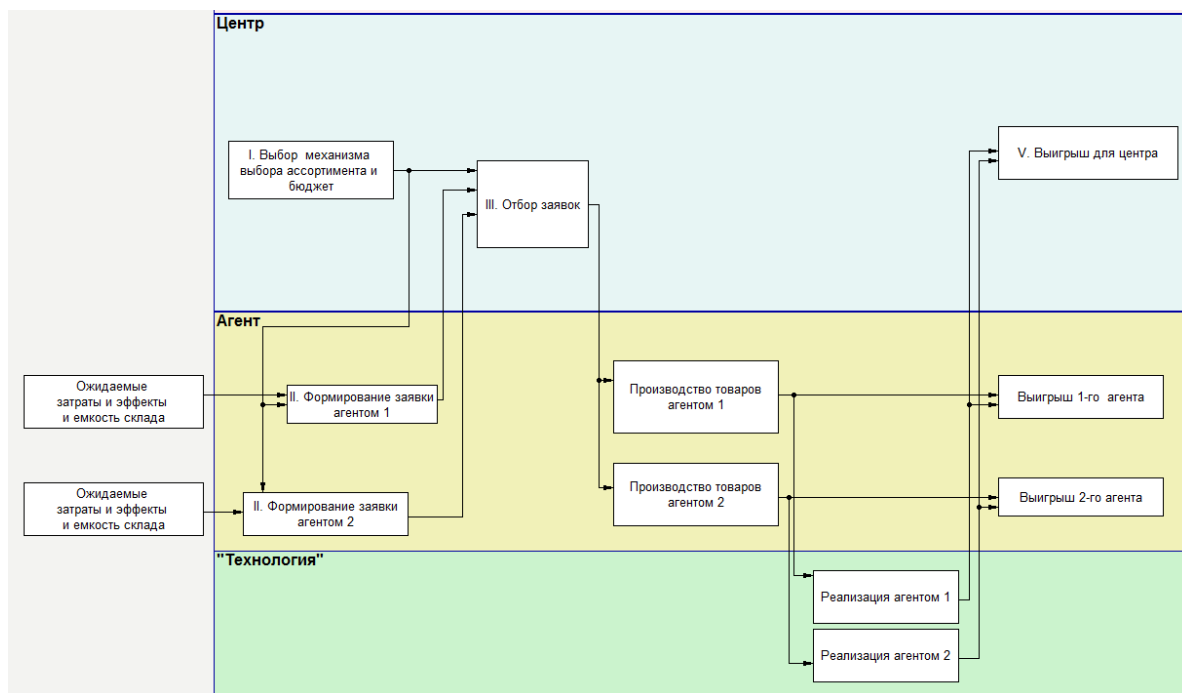 Центр
I. Выбор механизма
выбора ассортимента и
бюджет
III. Отбор заявок
V. Выигрыш для центра
Агент
Ожидаемые
затраты и эффекты
и емкость склада
II. Формирование заявки
агентом 1
Производство товаров
агентом 1
Выигрыш 1-го агента
Ожидаемые
затраты и эффекты
и емкость склада
II. Формирование заявки
агентом 2
Производство товаров
агентом 2
Выигрыш 2-го агента
"Технология"
Реализация агентом 1
Реализация агентом 2